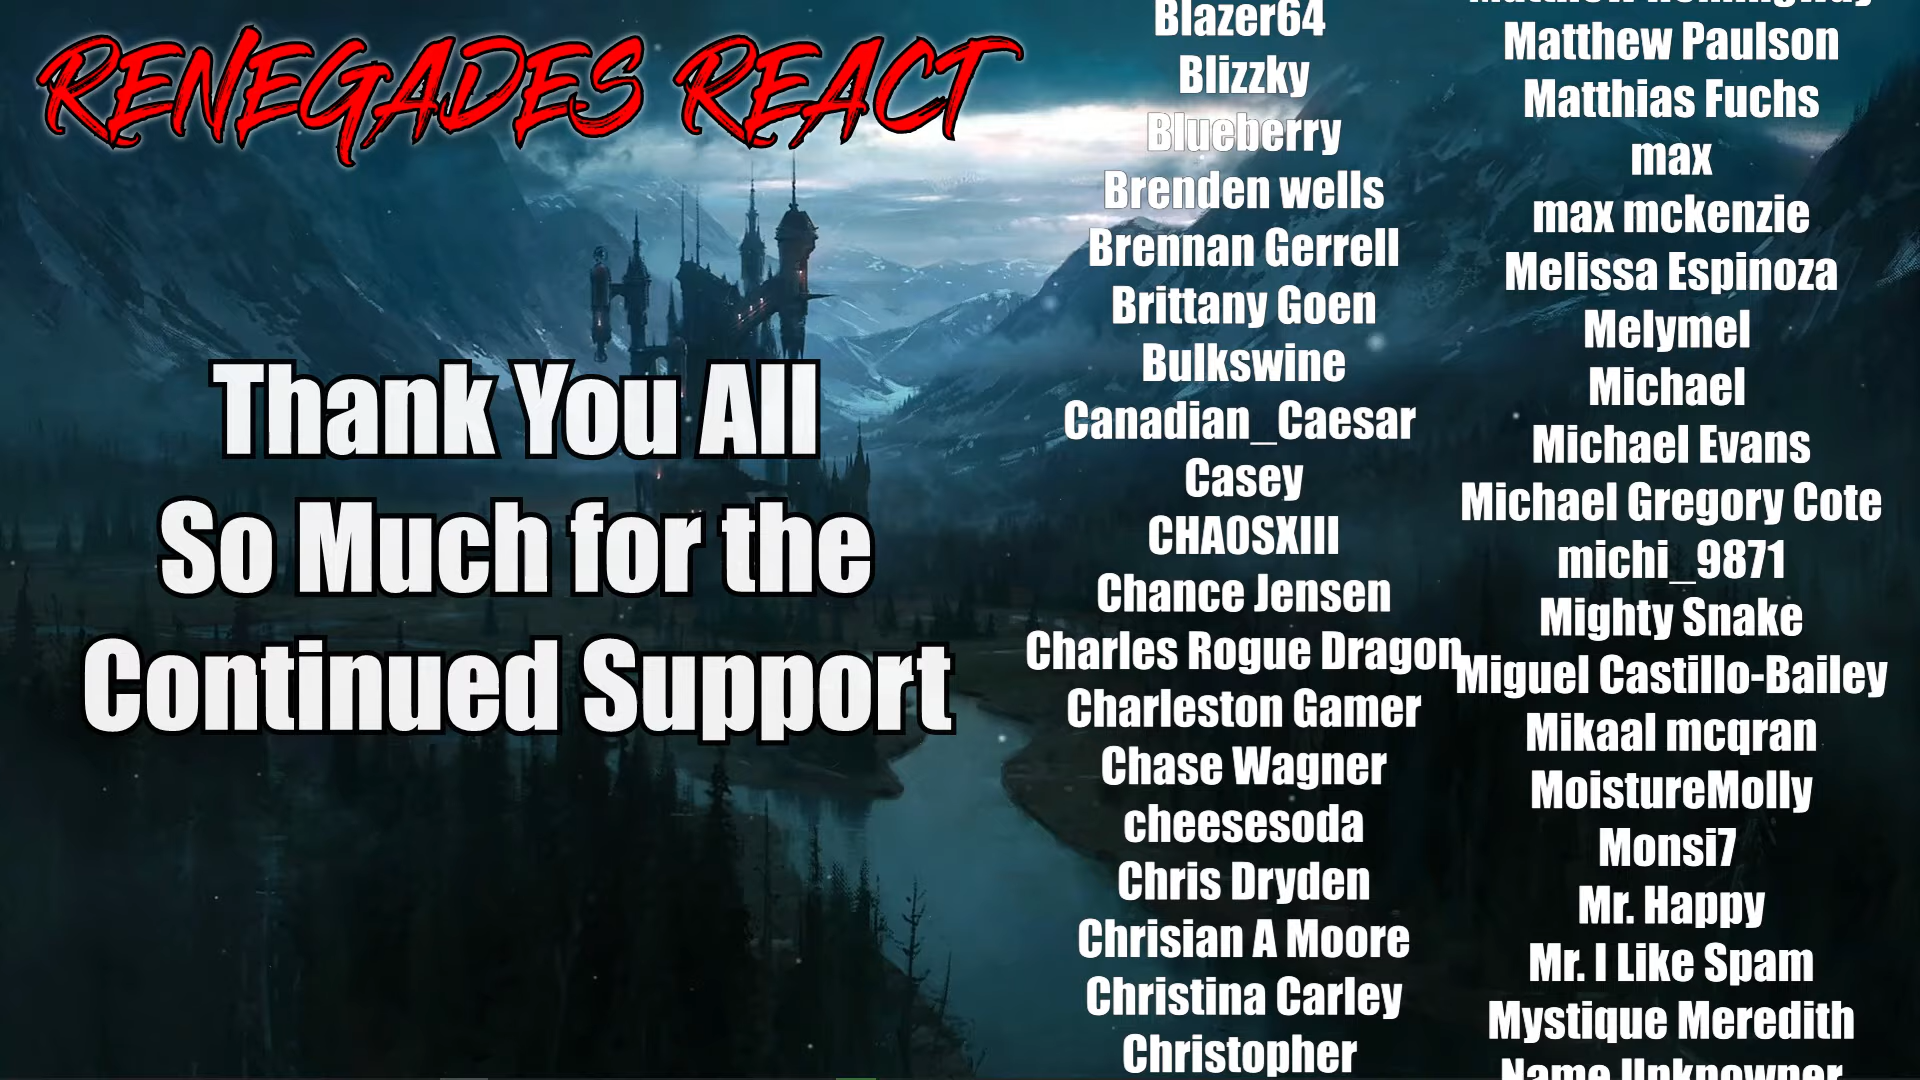 RENEGADES REACT
Thank You All
So Much for the
Continued Support
Blazer64
Blizzky
Blueberry
Brenden wells
Brennan Gerrell
Brittany Goen
Bulkswine
Canadian_Caesar
Casey
CHAOSXIII
Chance Jensen
Charles Rogue Dragon
Charleston Gamer
Chase Wagner
cheesesoda
Chris Dryden
Chrisian A Moore
Christina Carley
Christopher
Matthew Paulson
Matthias Fuchs
max
max mckenzie
Melissa Espinoza
Melymel
Michael
Michael Evans
Michael Gregory Cote
michi_9871
Mighty Snake
Miguel Castillo-Bailey
Mikaal mcqran
MoistureMolly
Monsi7
Mr. Happy
Mr. I Like Spam
Mystique Meredith
Name Unknowner